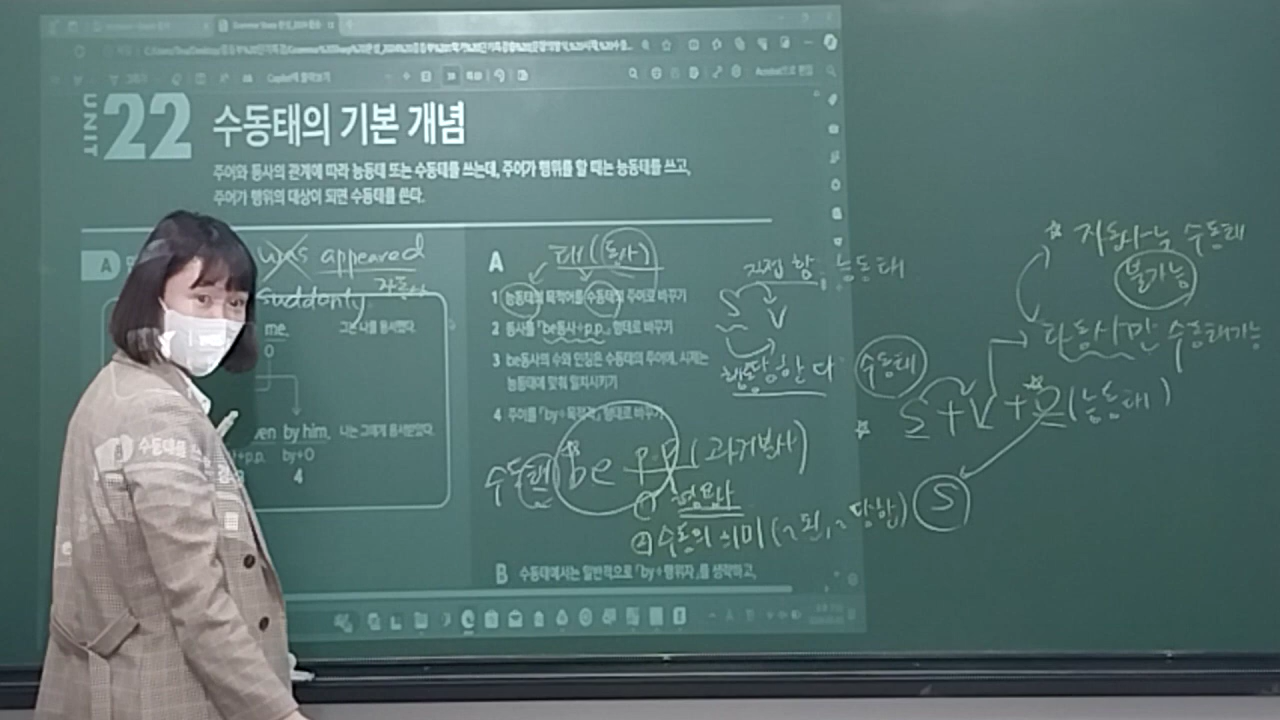 UNIT 22 수동태의 기본 개념
주어와 동사의 관계에 따라 능동태 또는 수동태를 쓰는데, 주어가 행위를 할 때는 능동태를 쓰고,
주어가 행위의 대상이 되면 수동태를 쓴다.
A
was appeared
suddonly 자동사
me. 그는 나를 용서했다.
O
by him. 나는 그에게 용서받았다.
+p.p. by+O
4
수동태를
A 태(동사)
1 능동태의 목적어를 수동태의 주어로 바꾸기
2 동사를 「be동사+p.p.」 형태로 바꾸기
3 be동사의 수와 인칭은 수동태의 주어에, 시제는
능동태에 맞춰 일치시키기
4 주어를 「by+목적격」 형태로 바꾸기
수동태 be p.p (과거분사)
① 형용사
② 수동의 의미 (~된, ~당함)
B 수동태에서는 일반적으로 「by+행위자」를 생략하고,
직접 함. 능동태
S V
행동당할 다
수동태
☆ 자동사는 수동태
불가능
타동사만 수동태가능
☆ S+V+O (능동태)
S